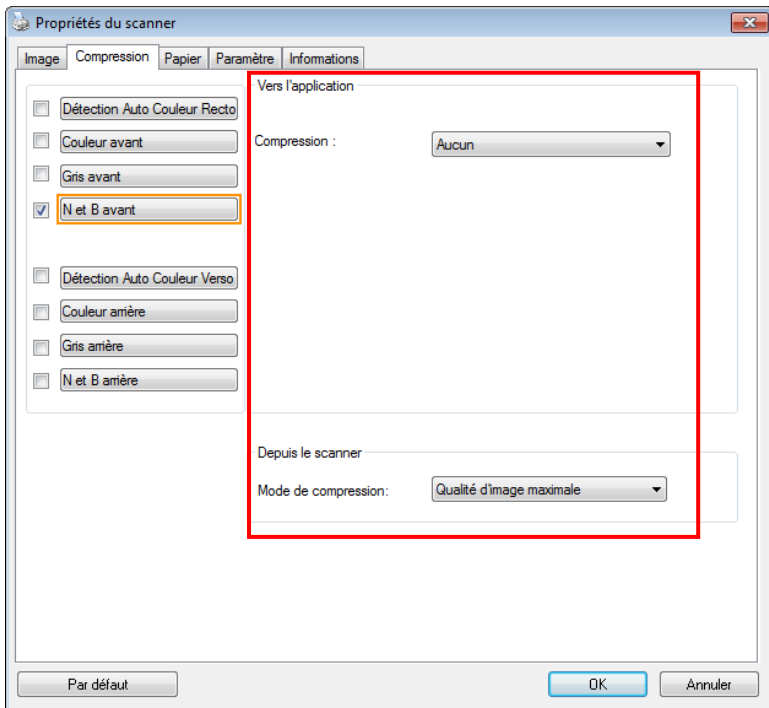 Propriétés du scanner
Image Compression Papier Paramètre Informations
Vers l'application
Détection Auto Couleur Recto
Couleur avant
Compression : Aucun
Gris avant
N et B avant
Détection Auto Couleur Verso
Couleur arrière
Gris arrière
N et B arrière
Depuis le scanner
Mode de compression: Qualité d'image maximale
Par défaut OK Annuler